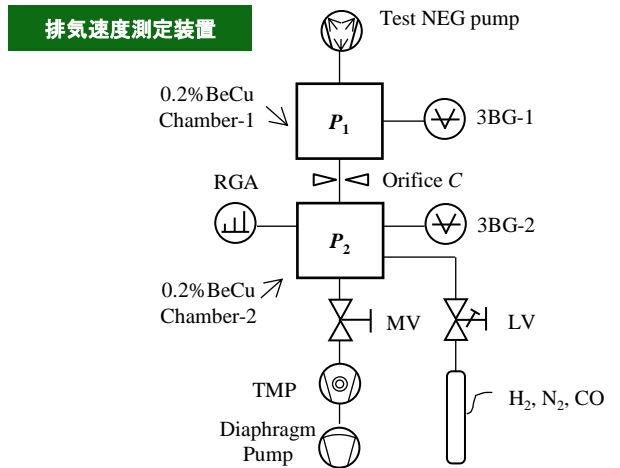 排気速度測定装置
Test NEG pump
0.2%BeCu
Chamber-1
P1
3BG-1
Orifice C
RGA
P2
3BG-2
0.2%BeCu
Chamber-2
MV
LV
TMP
H2, N2, CO
Diaphragm
Pump